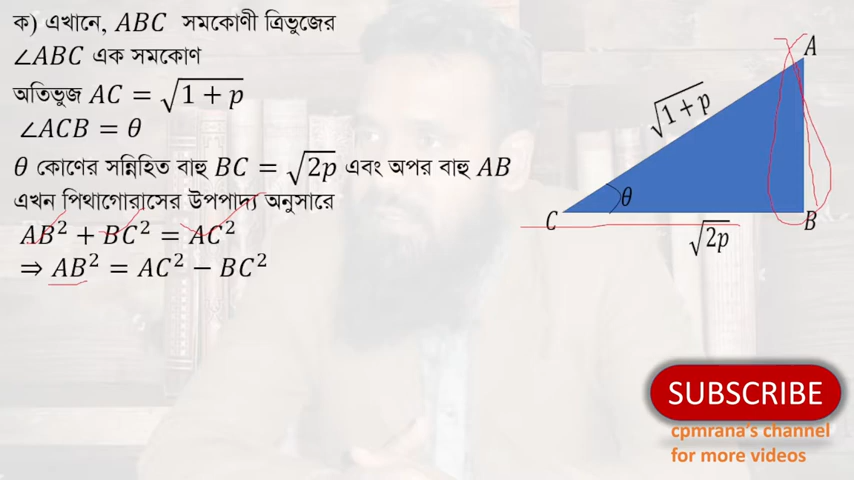 ক) এখানে, ABC সমকোণী ত্রিভুজের
∠ABC এক সমকোণ
অতিভুজ AC = √(1 + p)
∠ACB = θ
θ কোণের সন্নিহিত বাহু BC = √(2p) এবং অপর বাহু AB
এখন পিথাগোরাসের উপপাদ্য অনুসারে
AB² + BC² = AC²
⇒ AB² = AC² − BC²
A
√(1 + p)
θ
C
B
√(2p)
SUBSCRIBE
cpmrana's channel
for more videos